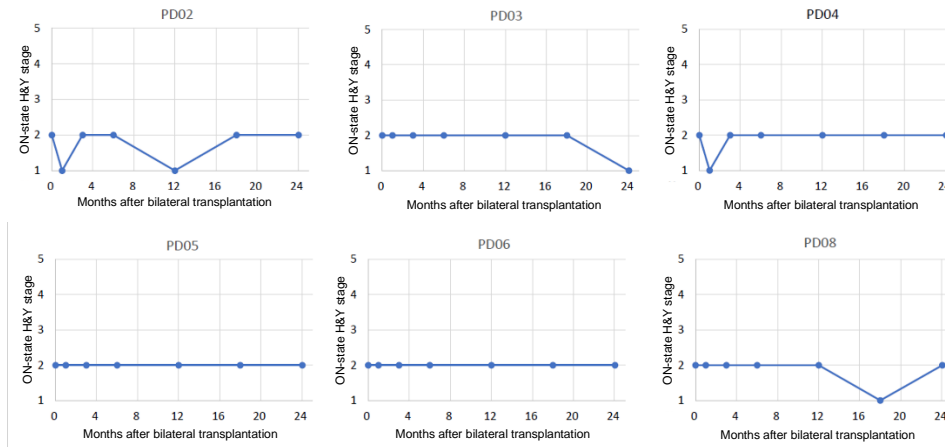 PD02
ON-state H&Y stage
5
4
3
2
1
0 4 8 12 16 20 24
Months after bilateral transplantation
PD03
ON-state H&Y stage
5
4
3
2
1
0 4 8 12 16 20 24
Months after bilateral transplantation
PD04
ON-state H&Y stage
5
4
3
2
1
0 4 8 12 16 20 24
Months after bilateral transplantation
PD05
ON-state H&Y stage
5
4
3
2
1
0 4 8 12 16 20 24
Months after bilateral transplantation
PD06
ON-state H&Y stage
5
4
3
2
1
0 4 8 12 16 20 24
Months after bilateral transplantation
PD08
ON-state H&Y stage
5
4
3
2
1
0 4 8 12 16 20 24
Months after bilateral transplantation